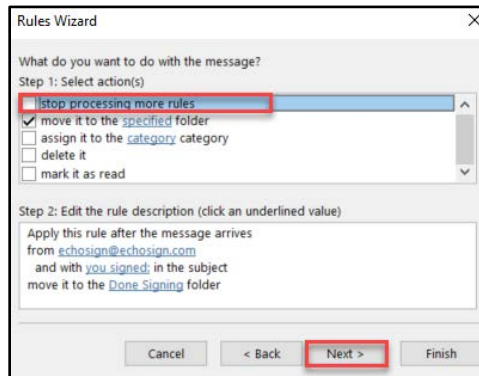 Rules Wizard
What do you want to do with the message?
Step 1: Select action(s)
stop processing more rules
move it to the specified folder
assign it to the category category
delete it
mark it as read
Step 2: Edit the rule description (click an underlined value)
Apply this rule after the message arrives
from echosign@echosign.com
and with you signed; in the subject
move it to the Done Signing folder
Cancel < Back Next > Finish